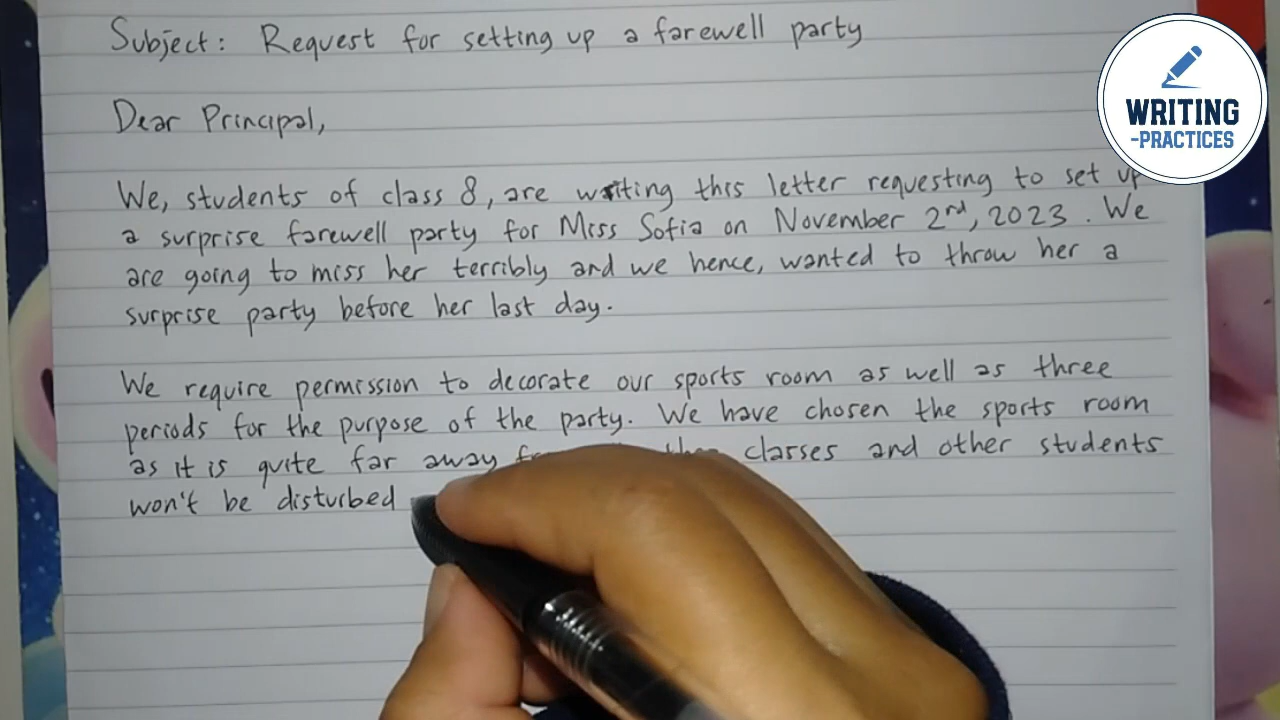 Subject: Request for setting up a farewell party
WRITING
-PRACTICES
Dear Principal,
We, students of class 8, are writing this letter requesting to set up
a surprise farewell party for Miss Sofia on November 2nd, 2023. We
are going to miss her terribly and we hence, wanted to throw her a
surprise party before her last day.
We require permission to decorate our sports room as well as three
periods for the purpose of the party. We have chosen the sports room
as it is quite far away classes and other students
won't be disturbed